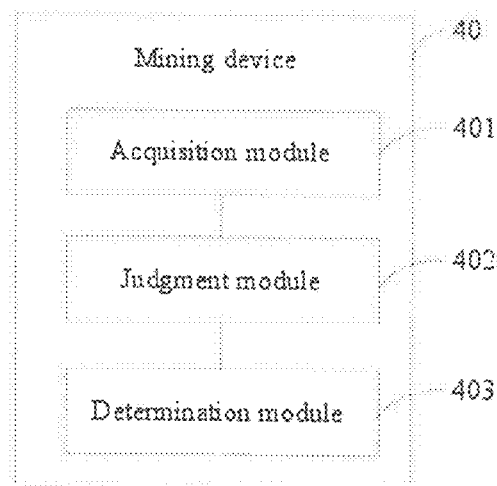 40
Mining device
401
Acquisition module
402
Judgment module
403
Determination module